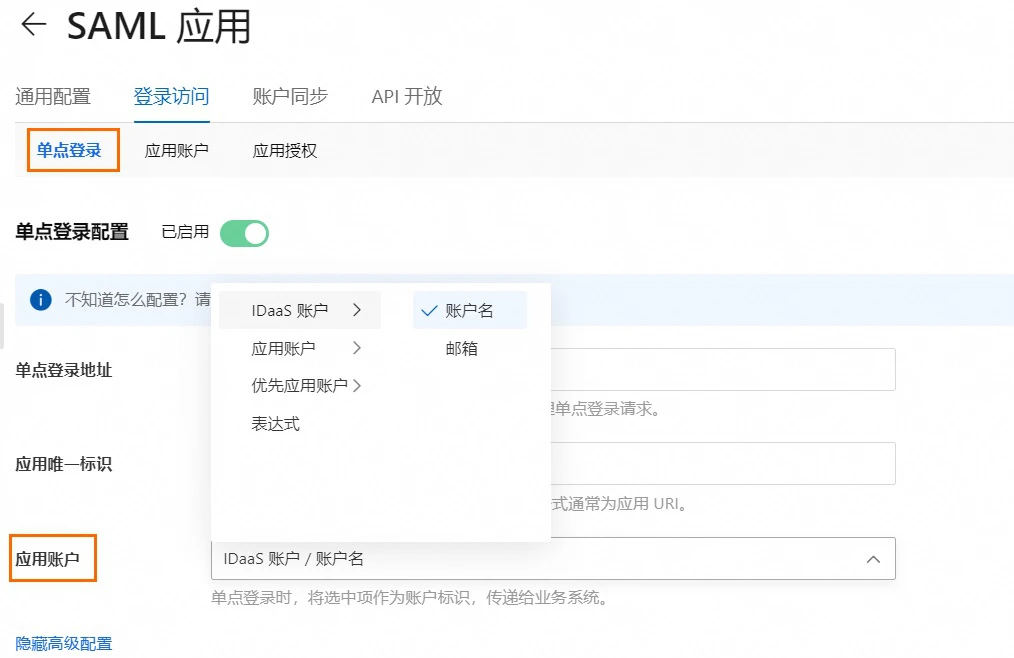 SAML 应用
通用配置 登录访问 账户同步 API 开放
单点登录 应用账户 应用授权
单点登录配置 已启用
不知道怎么配置？请
IDaaS 账户 账户名
应用账户 邮箱
优先应用账户
表达式
单点登录地址
单点登录请求。
应用唯一标识
式通常为应用 URI。
应用账户 IDaaS 账户 / 账户名
单点登录时，将选中项作为账户标识，传递给业务系统。
隐藏高级配置